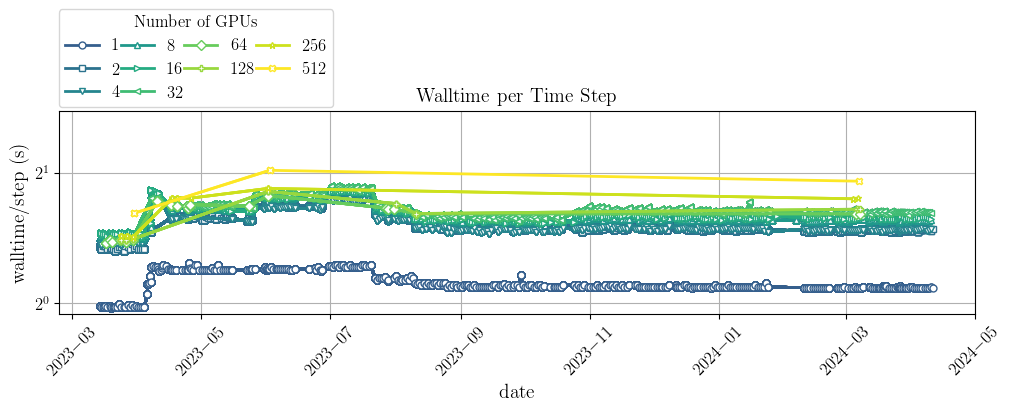 Number of GPUs
1 8 64 256
2 16 128 512
4 32
Walltime per Time Step
walltime/step (s)
2^1
2^0
2023−03
2023−05
2023−07
2023−09
2023−11
2024−01
2024−03
2024−05
date